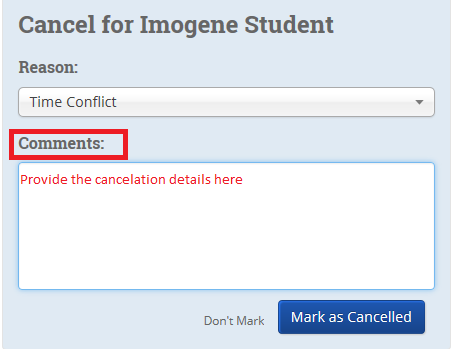 Cancel for Imogene Student
Reason:
Time Conflict
Comments:
Provide the cancelation details here
Don't Mark Mark as Cancelled